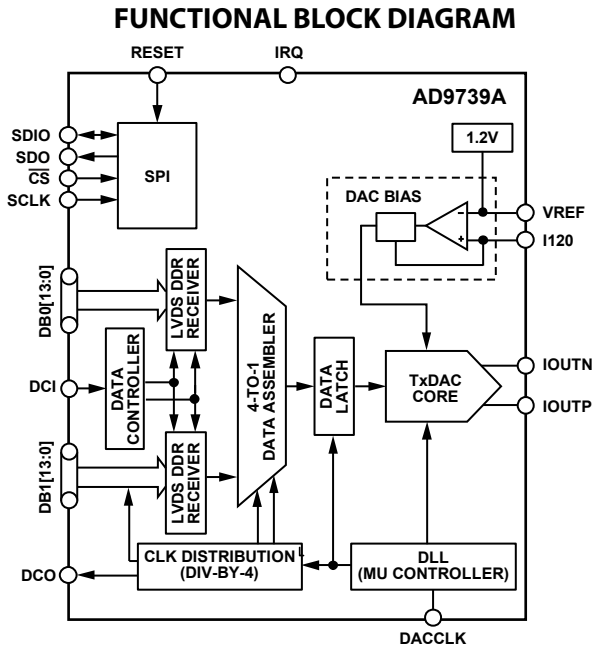 FUNCTIONAL BLOCK DIAGRAM
RESET
IRQ
AD9739A
1.2V
SDIO
SDO
CS
SCLK
SPI
DAC BIAS
VREF
I120
DB0[13:0]
LVDS DDR
RECEIVER
DCI
DATA
CONTROLLER
4-TO-1
DATA ASSEMBLER
DATA
LATCH
TxDAC
CORE
IOUTN
IOUTP
DB1[13:0]
LVDS DDR
RECEIVER
DCO
CLK DISTRIBUTION
(DIV-BY-4)
DLL
(MU CONTROLLER)
DACCLK